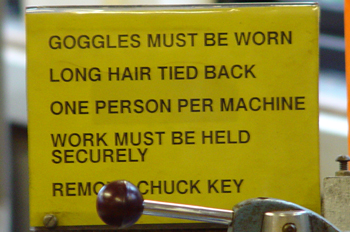 GOGGLES MUST BE WORN
LONG HAIR TIED BACK
ONE PERSON PER MACHINE
WORK MUST BE HELD
SECURELY
CHUCK KEY